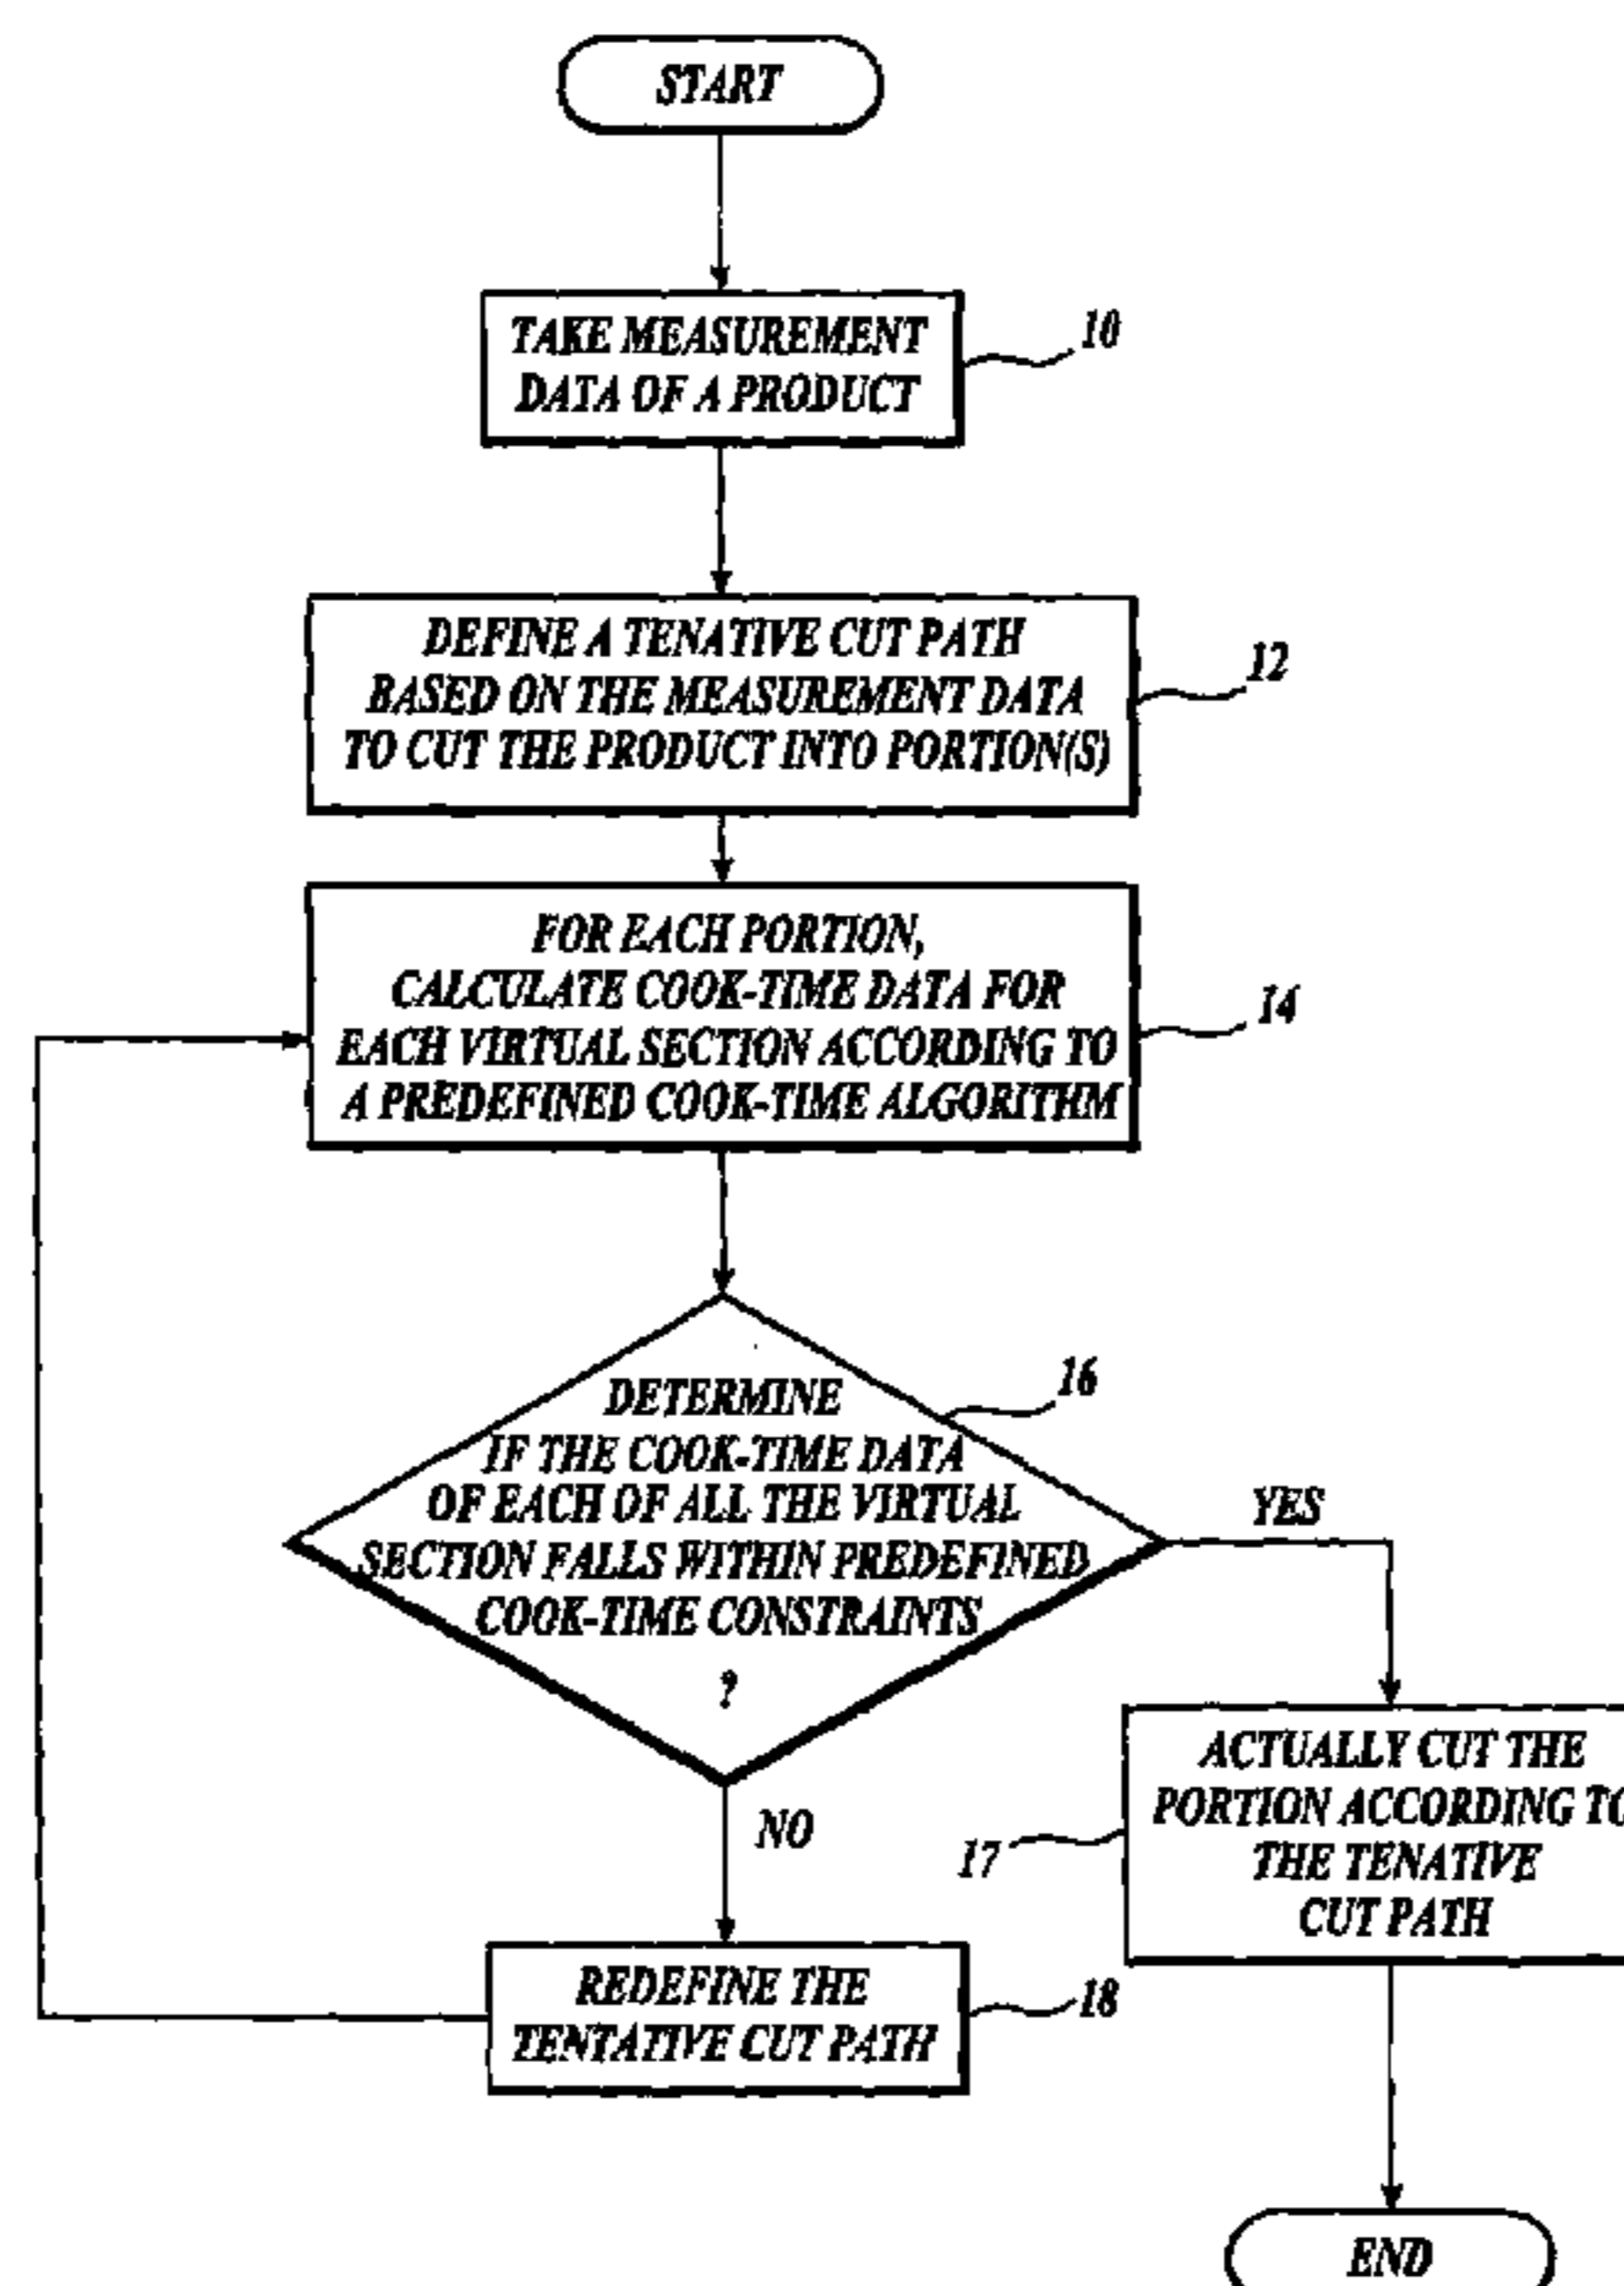 START
TAKE MEASUREMENT
DATA OF A PRODUCT
10
DEFINE A TENATIVE CUT PATH
BASED ON THE MEASUREMENT DATA
TO CUT THE PRODUCT INTO PORTION(S)
12
FOR EACH PORTION,
CALCULATE COOK-TIME DATA FOR
EACH VIRTUAL SECTION ACCORDING TO
A PREDEFINED COOK-TIME ALGORITHM
14
DETERMINE
IF THE COOK-TIME DATA
OF EACH OF ALL THE VIRTUAL
SECTION FALLS WITHIN PREDEFINED
COOK-TIME CONSTRAINTS
?
16
YES
NO
ACTUALLY CUT THE
PORTION ACCORDING TO
THE TENATIVE
CUT PATH
17
REDEFINE THE
TENTATIVE CUT PATH
18
END